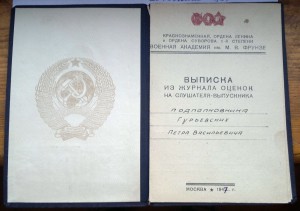 КРАСНОЗНАМЕННАЯ, ОРДЕНА ЛЕНИНА
и ОРДЕНА СУВОРОВА 1-й СТЕПЕНИ
ВОЕННАЯ АКАДЕМИЯ им. М. В. ФРУНЗЕ
ВЫПИСКА
ИЗ ЖУРНАЛА ОЦЕНОК
НА СЛУШАТЕЛЯ-ВЫПУСКНИКА
подполковника
Петра Васильевича
МОСКВА